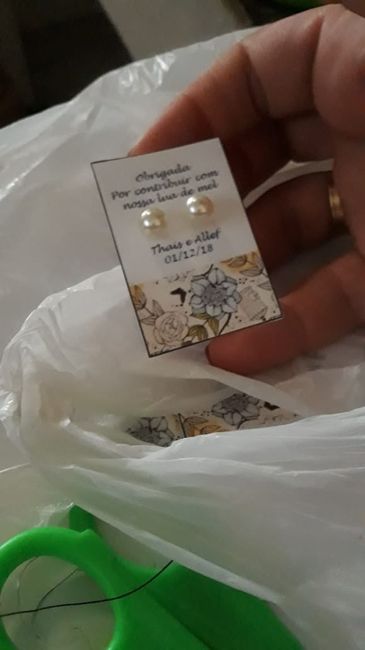 Obrigada
Por contribuir com
nossa lua de mel
Thais e Allef
01/12/18